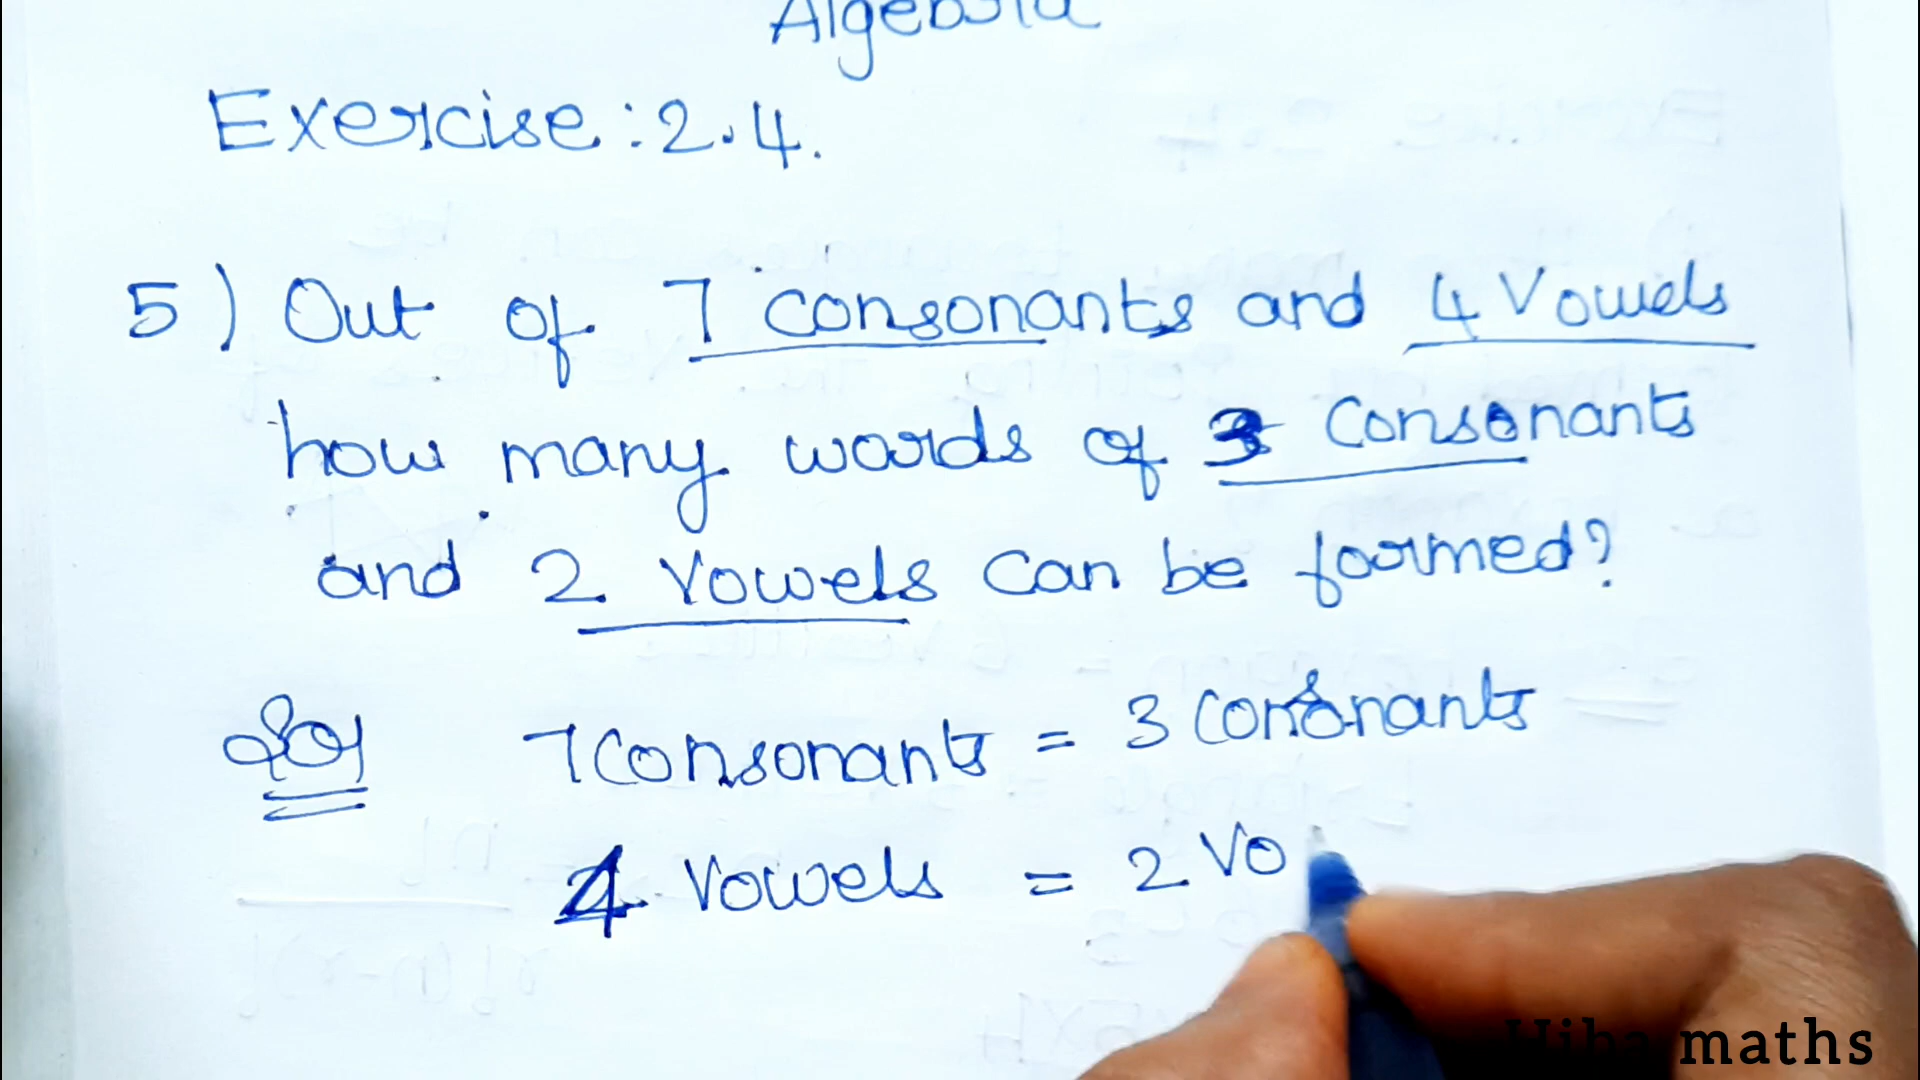 Algebra
Exercise: 2.4.
5) Out of 7 consonants and 4 Vowels
how many words of 3 consonants
and 2 Vowels can be formed?
Sol
7 consonants = 3 consonants
4 Vowels = 2 Vo
Hiba maths